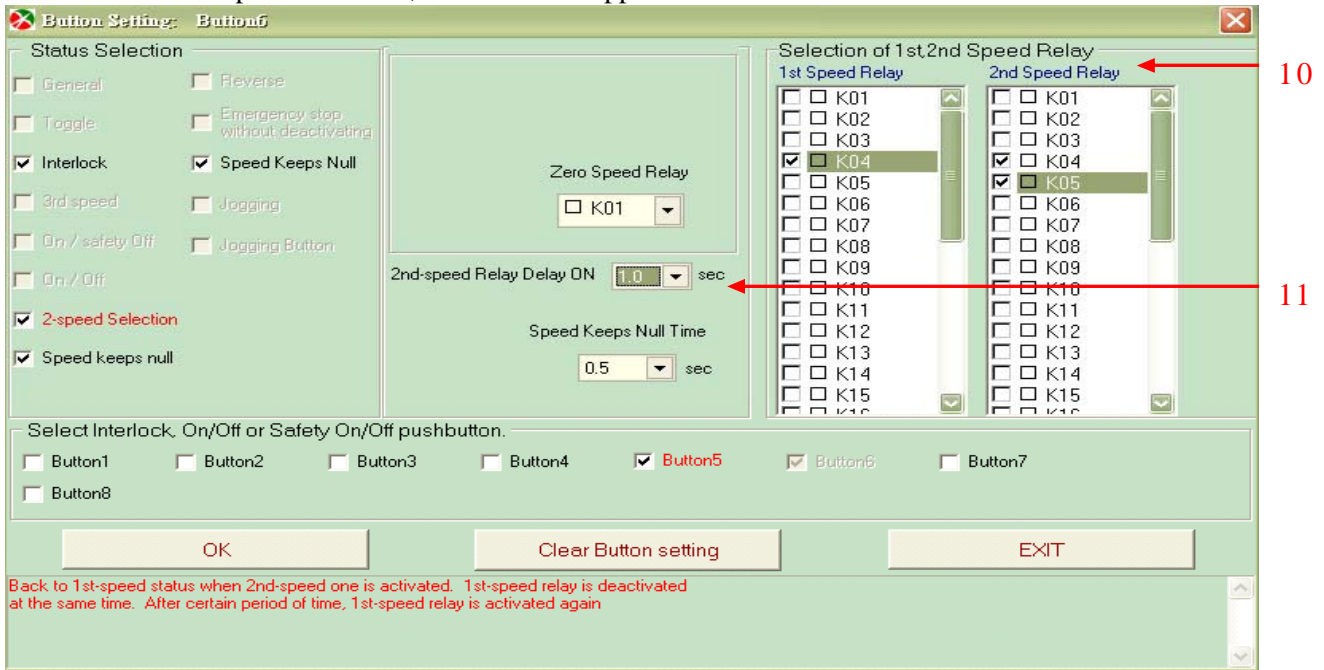 Button Setting: Button6
Status Selection
General
Reverse
Toggle
Emergency stop
without deactivating
Interlock
Speed Keeps Null
3rd speed
Jogging
On / safety Off
Jogging Button
On / Off
2-speed Selection
Speed keeps null
Zero Speed Relay
K01
2nd-speed Relay Delay ON 1.0 sec
Speed Keeps Null Time
0.5 sec
Selection of 1st,2nd Speed Relay
1st Speed Relay
K01
K02
K03
K04
K05
K06
K07
K08
K09
K10
K11
K12
K13
K14
K15
K16
2nd Speed Relay
K01
K02
K03
K04
K05
K06
K07
K08
K09
K10
K11
K12
K13
K14
K15
K16
10
11
Select Interlock, On/Off or Safety On/Off pushbutton.
Button1 Button2 Button3 Button4 Button5 Button6 Button7
Button8
OK Clear Button setting EXIT
Back to 1st-speed status when 2nd-speed one is activated. 1st-speed relay is deactivated
at the same time. After certain period of time, 1st-speed relay is activated again